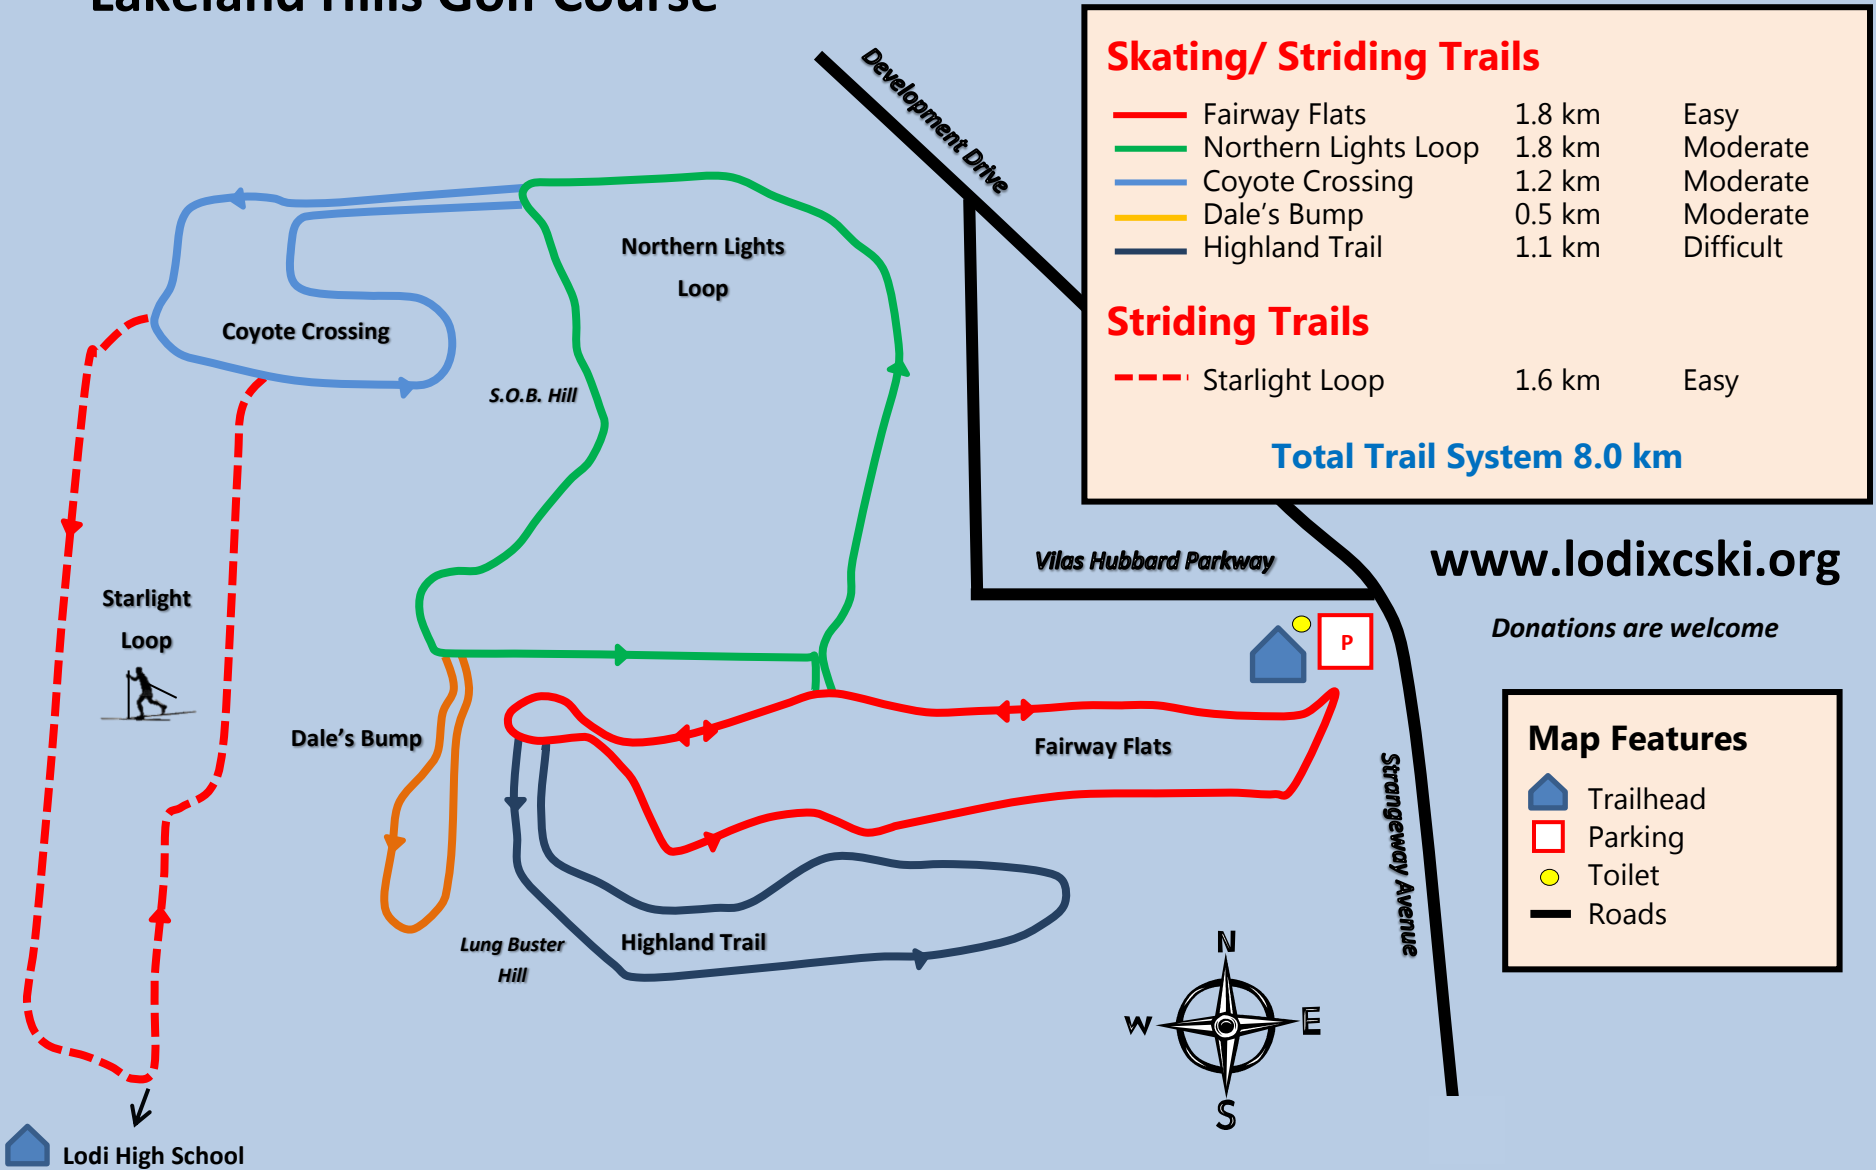 Lakeland Hills Golf Course
Development Drive
Skating/ Striding Trails
Fairway Flats 1.8 km Easy
Northern Lights Loop 1.8 km Moderate
Coyote Crossing 1.2 km Moderate
Dale's Bump 0.5 km Moderate
Highland Trail 1.1 km Difficult
Striding Trails
Starlight Loop 1.6 km Easy
Total Trail System 8.0 km
Northern Lights
Loop
Coyote Crossing
S.O.B. Hill
Vilas Hubbard Parkway
www.lodixcski.org
Donations are welcome
P
Starlight
Loop
Dale's Bump
Fairway Flats
Strangeway Avenue
Map Features
Trailhead
Parking
Toilet
Roads
Lung Buster
Hill
Highland Trail
N
W
E
S
Lodi High School